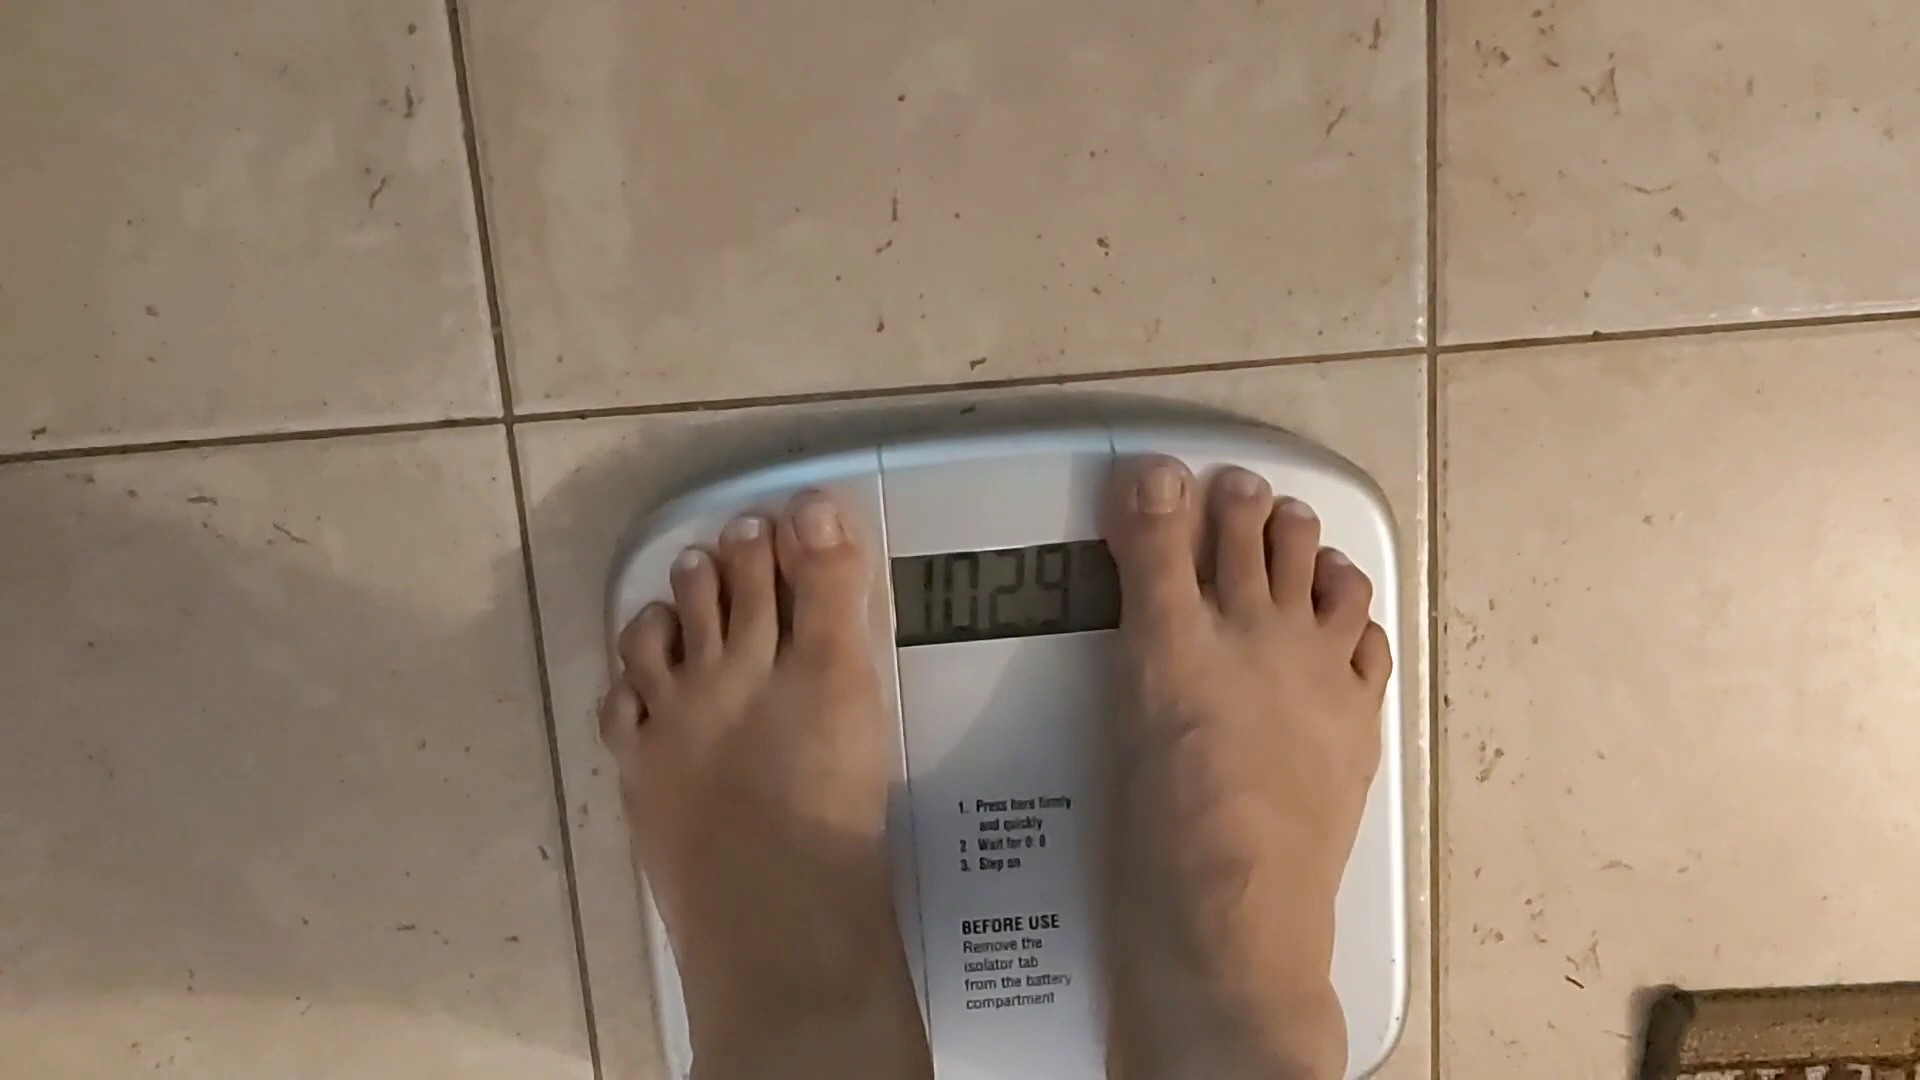 102.9
1. Press here firmly
and quickly
2 Wait for 0: 0
3. Step on
BEFORE USE
Remove the
isolator tab
from the battery
compartment